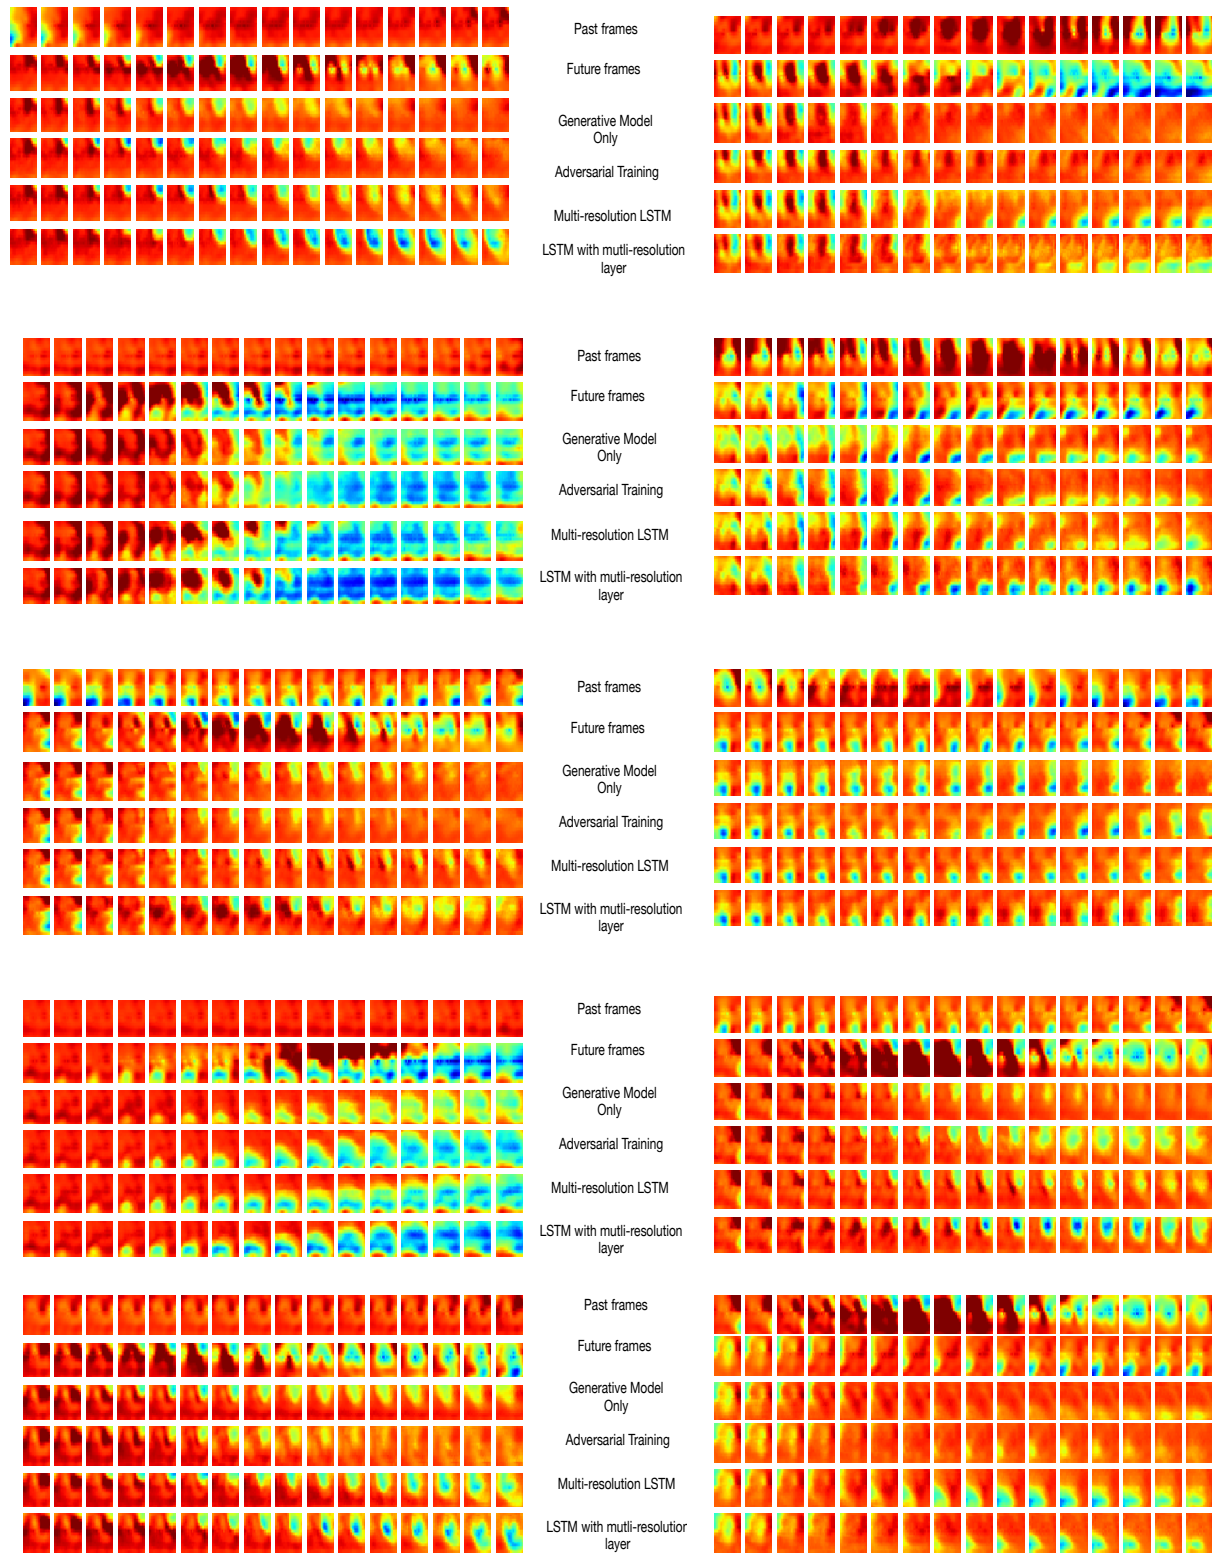 Past frames
Future frames
Generative Model
Only
Adversarial Training
Multi-resolution LSTM
LSTM with mutli-resolution
layer
Past frames
Future frames
Generative Model
Only
Adversarial Training
Multi-resolution LSTM
LSTM with mutli-resolution
layer
Past frames
Future frames
Generative Model
Only
Adversarial Training
Multi-resolution LSTM
LSTM with mutli-resolution
layer
Past frames
Future frames
Generative Model
Only
Adversarial Training
Multi-resolution LSTM
LSTM with mutli-resolution
layer
Past frames
Future frames
Generative Model
Only
Adversarial Training
Multi-resolution LSTM
LSTM with mutli-resolutior
layer